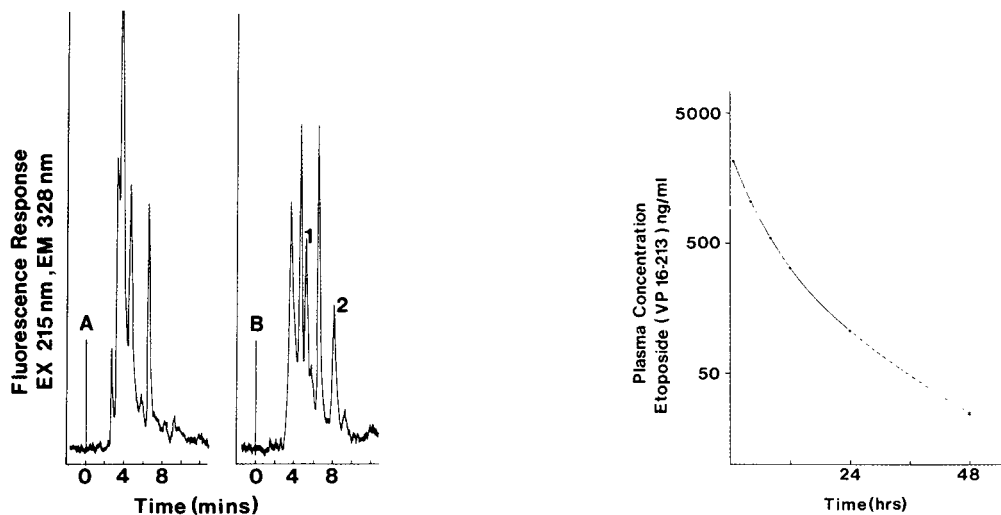 Fluorescence Response
EX 215 nm , EM 328 nm
A
0 4 8
B
1
2
0 4 8
Time (mins)
Plasma Concentration
Etoposide ( VP 16-213 ) ng/ml
5000
500
50
24 48
Time (hrs)